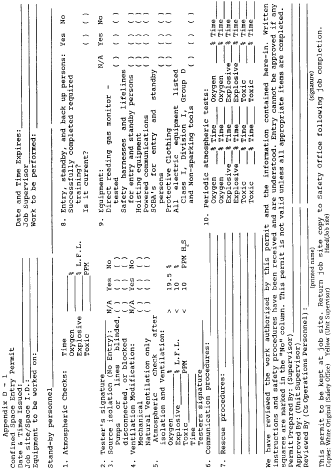 Confined Space Entry Permit
Appendix D - 1
Date & Time Issued: Date and Time Expires:
Job Site/Space I.D.: Job Supervisor
Equipment to be worked on: Work to be performed:
Stand-by personnel
1. Atmospheric Checks: Time
Oxygen %
Explosive % L.F.L.
Toxic PPM
2. Tester's signature
3. Source isolation (No Entry): N/A Yes No
Pumps or lines blinded, ( ) ( ) ( )
disconnected, or blocked
4. Ventilation Modification: N/A Yes No
Mechanical ( ) ( ) ( )
Natural Ventilation only ( ) ( ) ( )
5. Atmospheric check after
isolation and Ventilation:
Oxygen % > 19.5 %
Explosive % L.F.L. < 10 %
Toxic PPM < 10 PPM H2S
Time
Testers signature
6. Communication procedures:
7. Rescue procedures:
8. Entry, standby, and back up persons: Yes No
Successfully completed required
training?
Is it current? ( ) ( )
9. Equipment: N/A Yes No
Direct reading gas monitor -
tested ( ) ( ) ( )
Safety harnesses and lifelines
for entry and standby persons ( ) ( ) ( )
Hoisting equipment ( ) ( ) ( )
Powered communications ( ) ( ) ( )
SCBA's for entry and standby
persons ( ) ( ) ( )
Protective Clothing ( ) ( ) ( )
All electric equipment listed
Class I, Division I, Group D
and Non-sparking tools ( ) ( ) ( )
10. Periodic atmospheric tests:
Oxygen % Time Oxygen % Time
Oxygen % Time Oxygen % Time
Explosive % Time Explosive % Time
Explosive % Time Explosive % Time
Toxic % Time Toxic % Time
Toxic % Time Toxic % Time
We have reviewed the work authorized by this permit and the information contained here-in. Written
instructions and safety procedures have been received and are understood. Entry cannot be approved if any
squares are marked in the "No" column. This permit is not valid unless all appropriate items are completed.
Permit Prepared By: (Supervisor)
Approved By: (Unit Supervisor)
Reviewed By (Cs Operations Personnel):
(printed name) (signature)
This permit to be kept at job site. Return job site copy to Safety Office following job completion.
White Original (Safety Office) Yellow (Unit Supervisor) Hard(Job site)